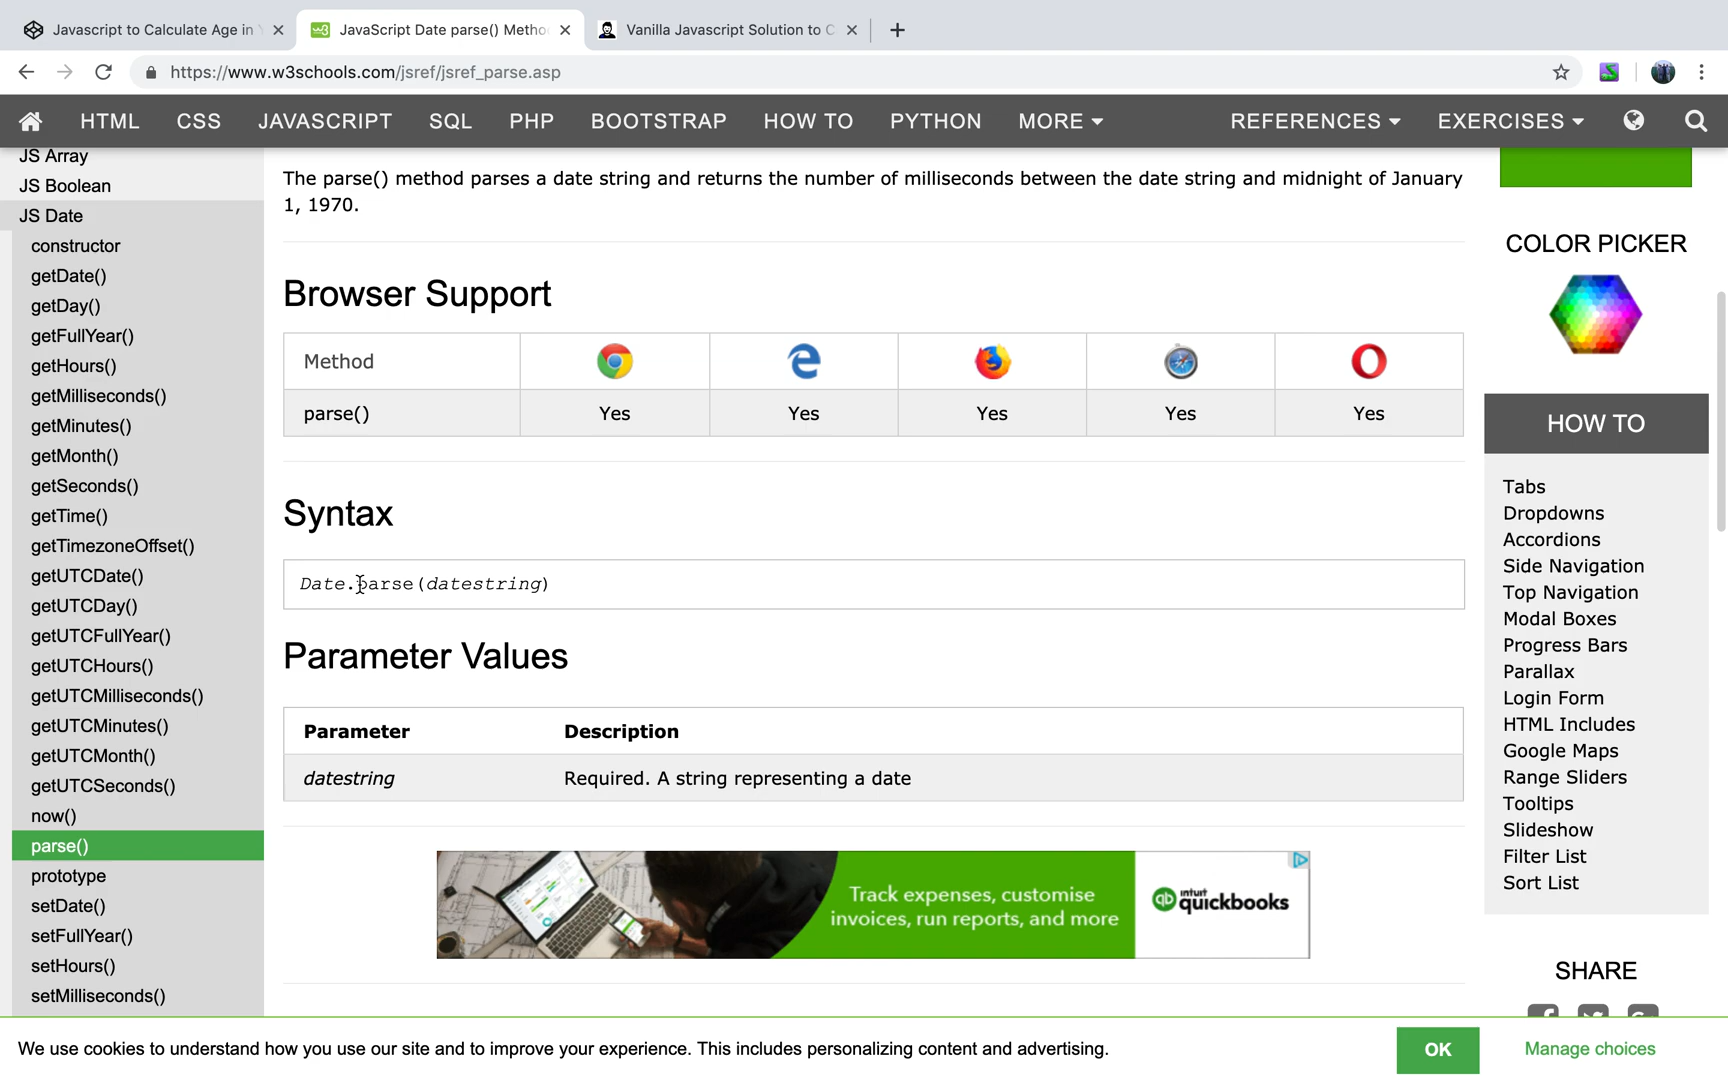 Javascript to Calculate Age in Y
JavaScript Date parse() Metho
Vanilla Javascript Solution to C
https://www.w3schools.com/jsref/jsref_parse.asp
HTML CSS JAVASCRIPT SQL PHP BOOTSTRAP HOW TO PYTHON MORE REFERENCES EXERCISES
JS Array
JS Boolean
JS Date
constructor
getDate()
getDay()
getFullYear()
getHours()
getMilliseconds()
getMinutes()
getMonth()
getSeconds()
getTime()
getTimezoneOffset()
getUTCDate()
getUTCDay()
getUTCFullYear()
getUTCHours()
getUTCMilliseconds()
getUTCMinutes()
getUTCMonth()
getUTCSeconds()
now()
parse()
prototype
setDate()
setFullYear()
setHours()
setMilliseconds()
The parse() method parses a date string and returns the number of milliseconds between the date string and midnight of January
1, 1970.
Browser Support
Method
parse() Yes Yes Yes Yes Yes
Syntax
Date.parse(datestring)
Parameter Values
Parameter Description
datestring Required. A string representing a date
Track expenses, customise
invoices, run reports, and more
qb intuit
quickbooks
COLOR PICKER
HOW TO
Tabs
Dropdowns
Accordions
Side Navigation
Top Navigation
Modal Boxes
Progress Bars
Parallax
Login Form
HTML Includes
Google Maps
Range Sliders
Tooltips
Slideshow
Filter List
Sort List
SHARE
We use cookies to understand how you use our site and to improve your experience. This includes personalizing content and advertising.
OK
Manage choices